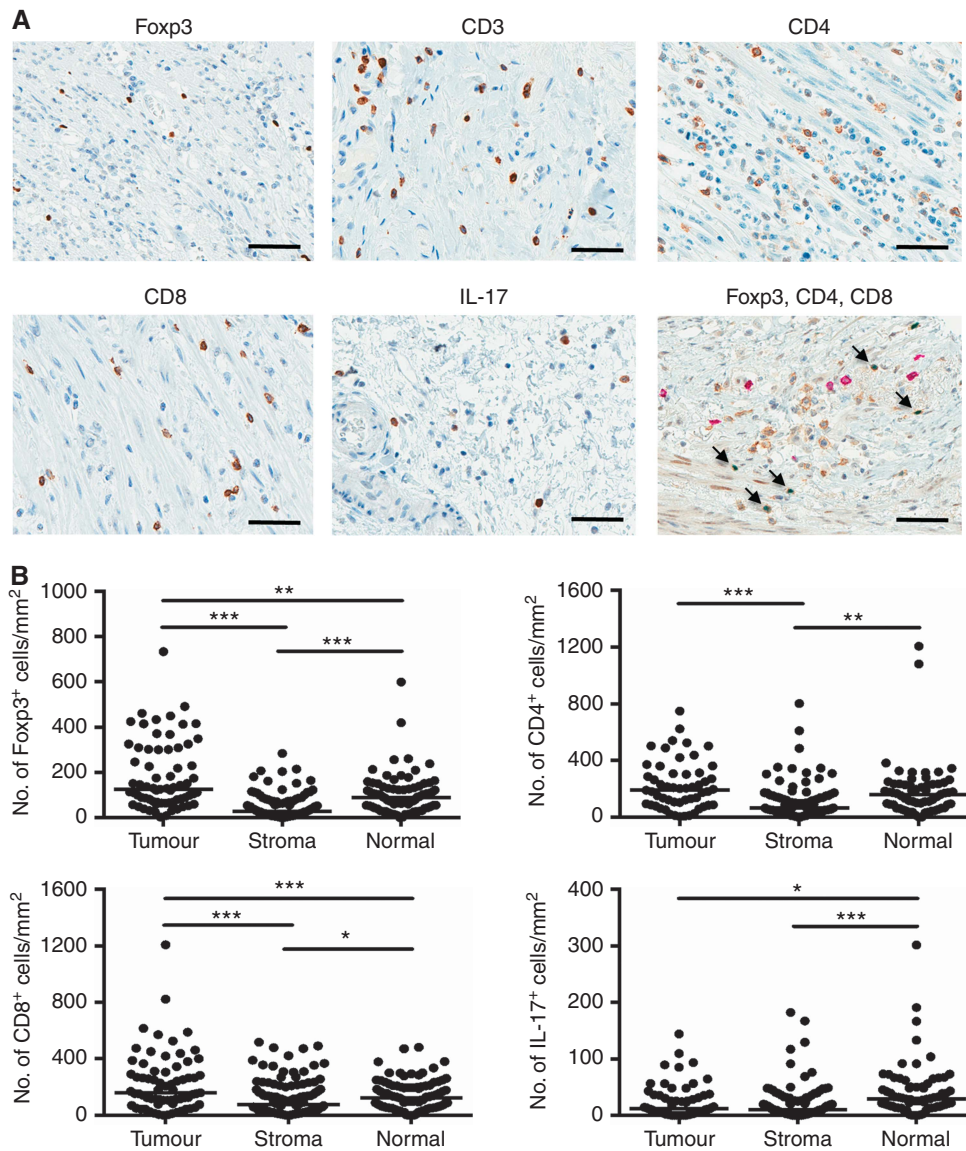 A
Foxp3 CD3 CD4
CD8 IL-17 Foxp3, CD4, CD8
B
No. of Foxp3⁺ cells/mm²
1000
800
600
400
200
0
**
***
***
Tumour Stroma Normal
No. of CD4⁺ cells/mm²
1600
1200
800
400
0
***
**
Tumour Stroma Normal
No. of CD8⁺ cells/mm²
1600
1200
800
400
0
***
***
*
Tumour Stroma Normal
No. of IL-17⁺ cells/mm²
400
300
200
100
0
*
***
Tumour Stroma Normal